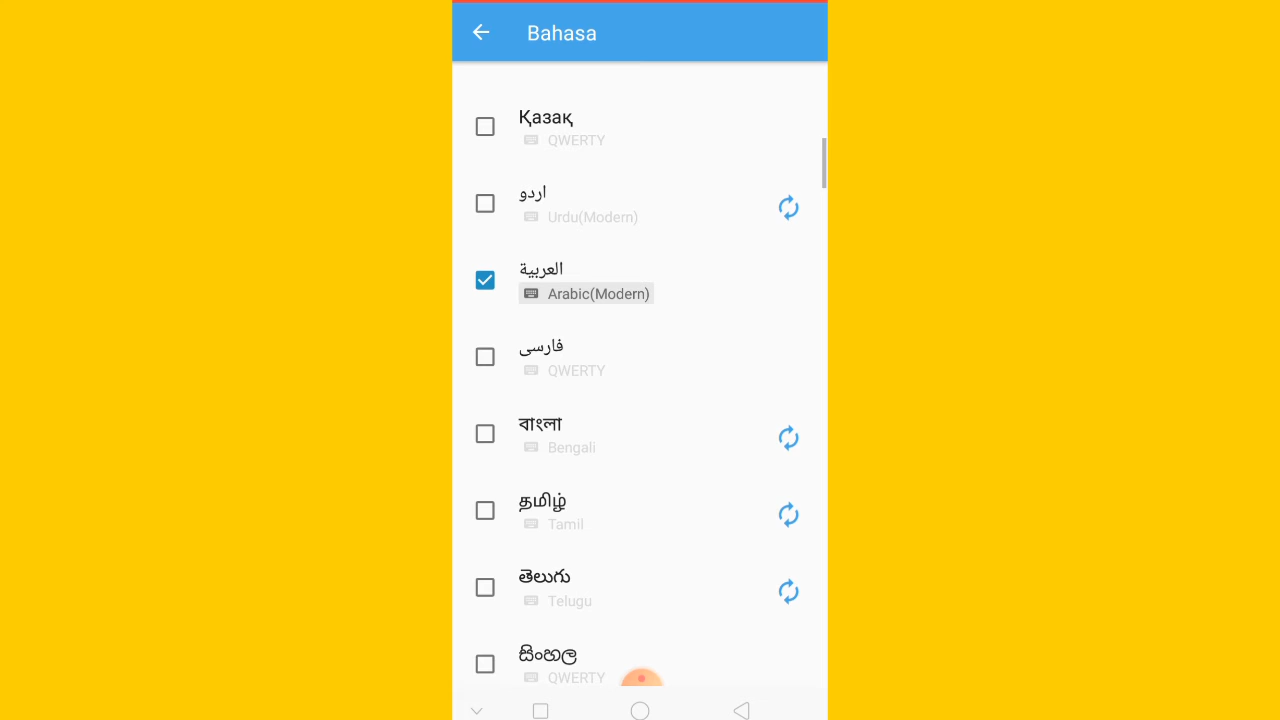 Bahasa
Қазақ
QWERTY
اردو
Urdu(Modern)
العربية
Arabic(Modern)
فارسی
QWERTY
বাংলা
Bengali
தமிழ்
Tamil
తెలుగు
Telugu
සිංහල
QWERTY